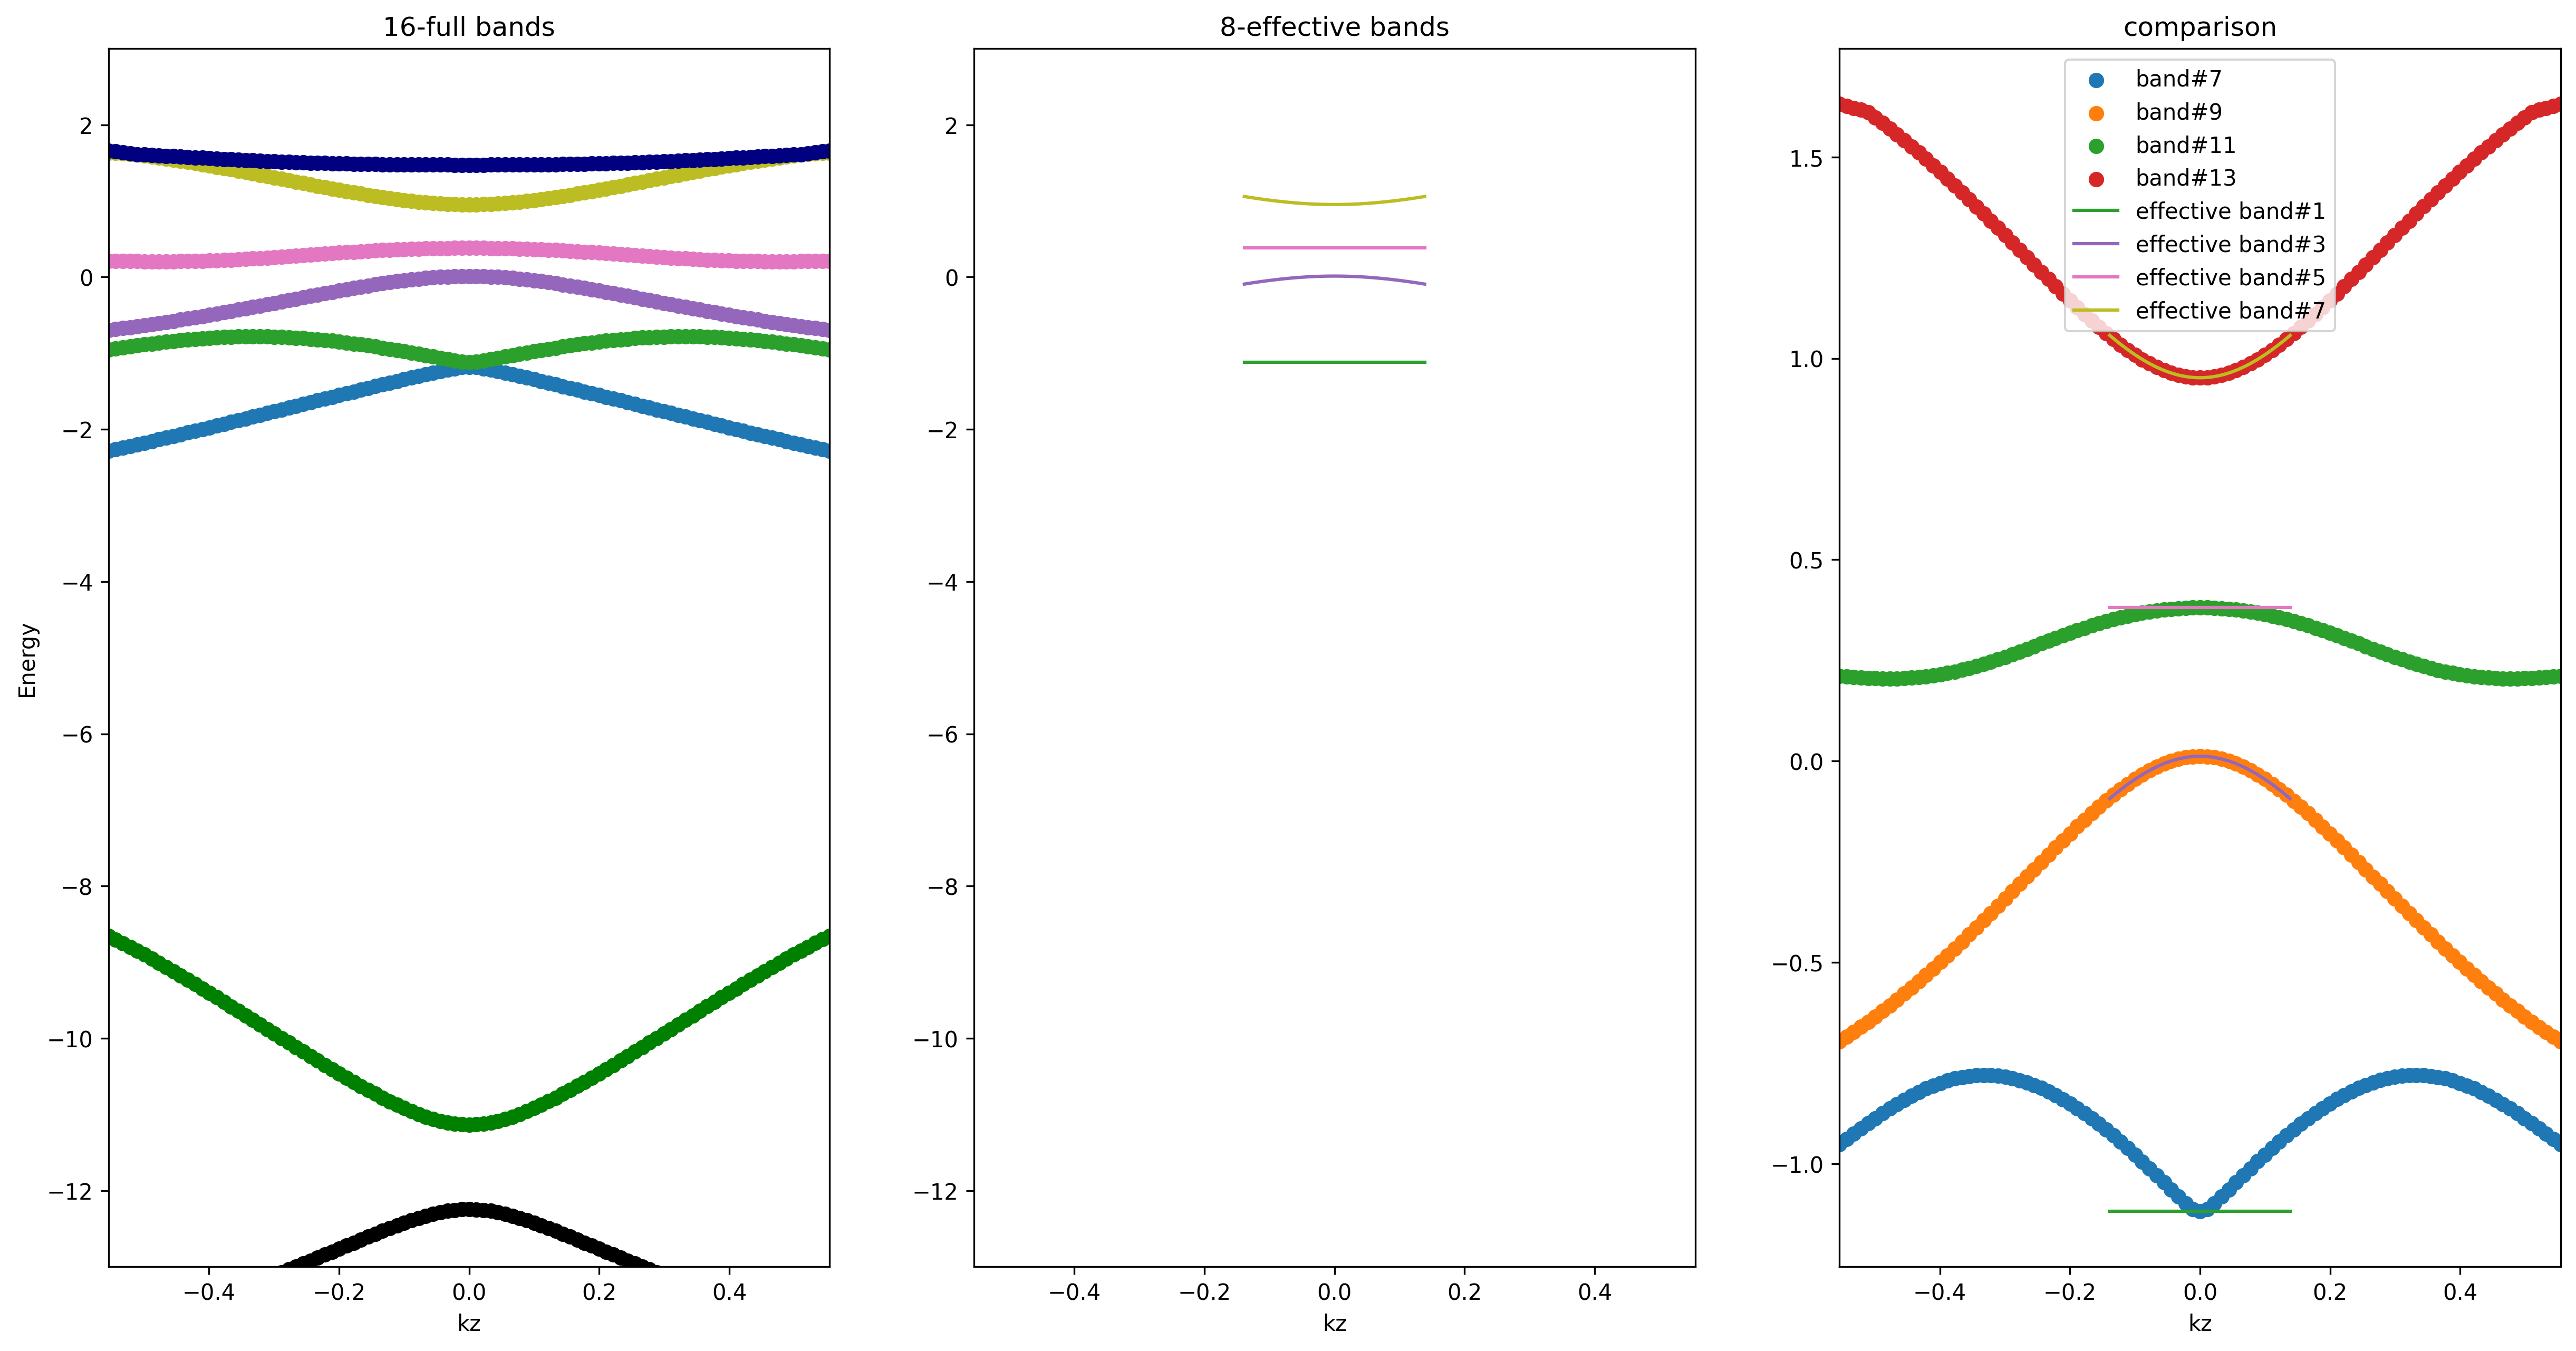 16-full bands
8-effective bands
comparison
2
0
−2
−4
−6
−8
−10
−12
Energy
−0.4
−0.2
0.0
0.2
0.4
kz
2
0
−2
−4
−6
−8
−10
−12
−0.4
−0.2
0.0
0.2
0.4
kz
1.5
1.0
0.5
0.0
−0.5
−1.0
band#7
band#9
band#11
band#13
effective band#1
effective band#3
effective band#5
effective band#7
−0.4
−0.2
0.0
0.2
0.4
kz